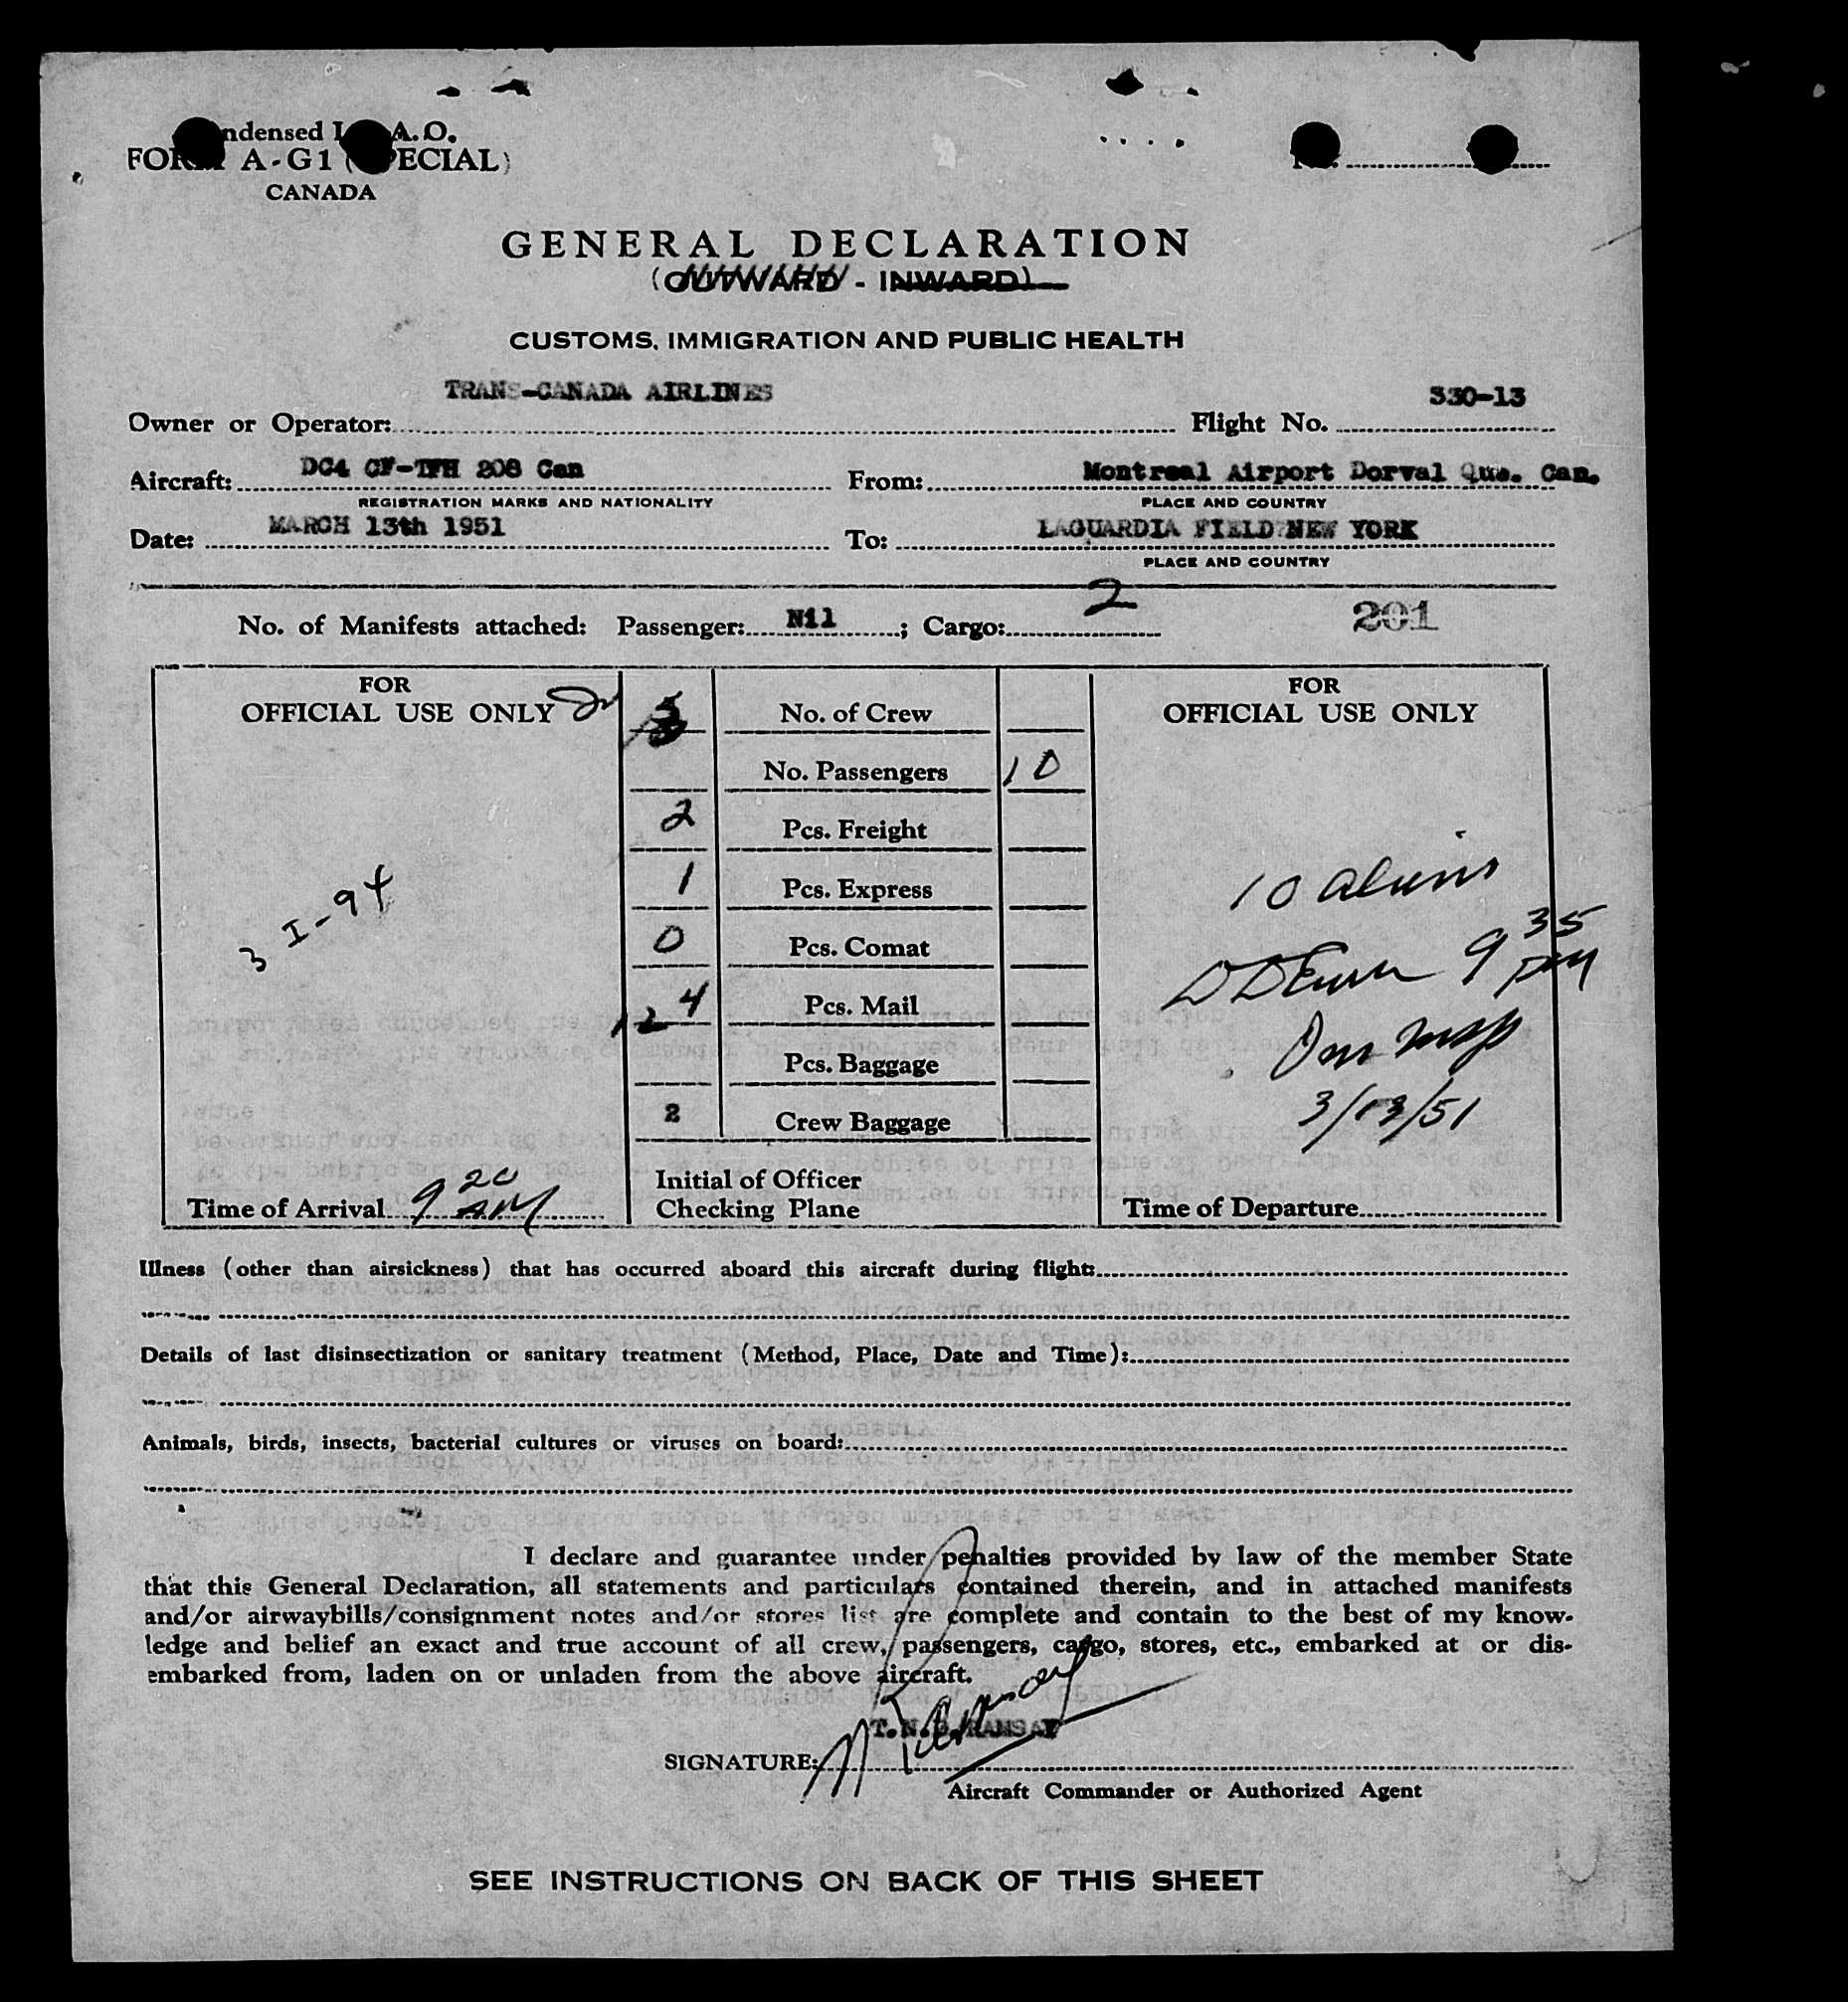 ndensed I A.O.
FORM A-G1 (SPECIAL)
CANADA
GENERAL DECLARATION
(OUTWARD - INWARD)
CUSTOMS, IMMIGRATION AND PUBLIC HEALTH
TRANS-CANADA AIRLINES 330-13
Owner or Operator: Flight No.
Aircraft: DC4 CF-TFH 208 Can From: Montreal Airport Dorval Que. Can.
REGISTRATION MARKS AND NATIONALITY PLACE AND COUNTRY
Date: MARCH 13th 1951 To: LAGUARDIA FIELD NEW YORK
PLACE AND COUNTRY
No. of Manifests attached: Passenger: Nil ; Cargo: 2 201
FOR
OFFICIAL USE ONLY
No. of Crew
FOR
OFFICIAL USE ONLY
No. Passengers 10
2 Pcs. Freight
1 Pcs. Express
0 Pcs. Comat
12 4 Pcs. Mail
Pcs. Baggage
2 Crew Baggage
3 I-94
10 aliens
9 35 PM
3/13/51
Time of Arrival 9 20 AM
Initial of Officer
Checking Plane
Time of Departure
Illness (other than airsickness) that has occurred aboard this aircraft during flight:
Details of last disinsectization or sanitary treatment (Method, Place, Date and Time):
Animals, birds, insects, bacterial cultures or viruses on board:
I declare and guarantee under penalties provided by law of the member State
that this General Declaration, all statements and particulars contained therein, and in attached manifests
and/or airwaybills/consignment notes and/or stores list are complete and contain to the best of my know-
ledge and belief an exact and true account of all crew, passengers, cargo, stores, etc., embarked at or dis-
embarked from, laden on or unladen from the above aircraft.
T.N. RAMSAY
SIGNATURE:
Aircraft Commander or Authorized Agent
SEE INSTRUCTIONS ON BACK OF THIS SHEET